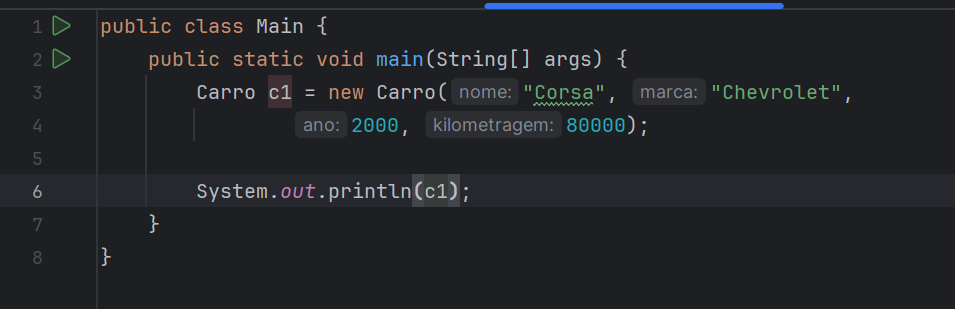 1 public class Main {
2 public static void main(String[] args) {
3 Carro c1 = new Carro( nome: "Corsa", marca: "Chevrolet",
4 ano: 2000, kilometragem: 80000);
5
6 System.out.println(c1);
7 }
8 }